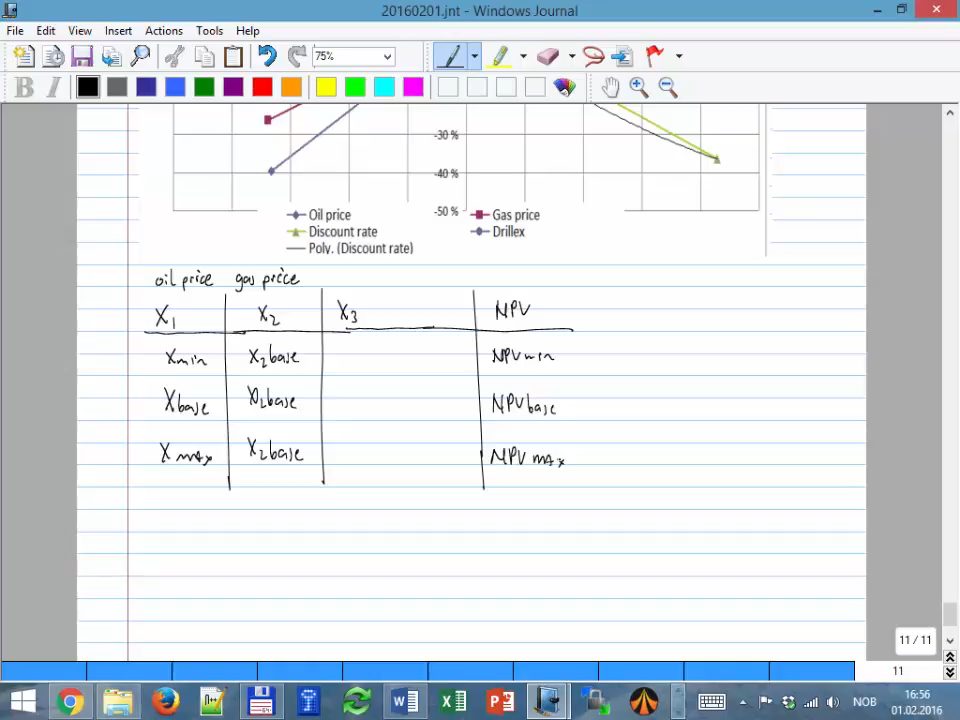 20160201.jnt - Windows Journal
File Edit View Insert Actions Tools Help
75%
B I
-30 %
-40 %
-50 %
Oil price Gas price
Discount rate Drillex
Poly. (Discount rate)
oil price gas price
X1 X2 X3 NPV
Xmin X2base NPVmin
Xbase X2base NPVbase
Xmax X2base NPVmax
11 / 11
11
NOB
16:56
01.02.2016